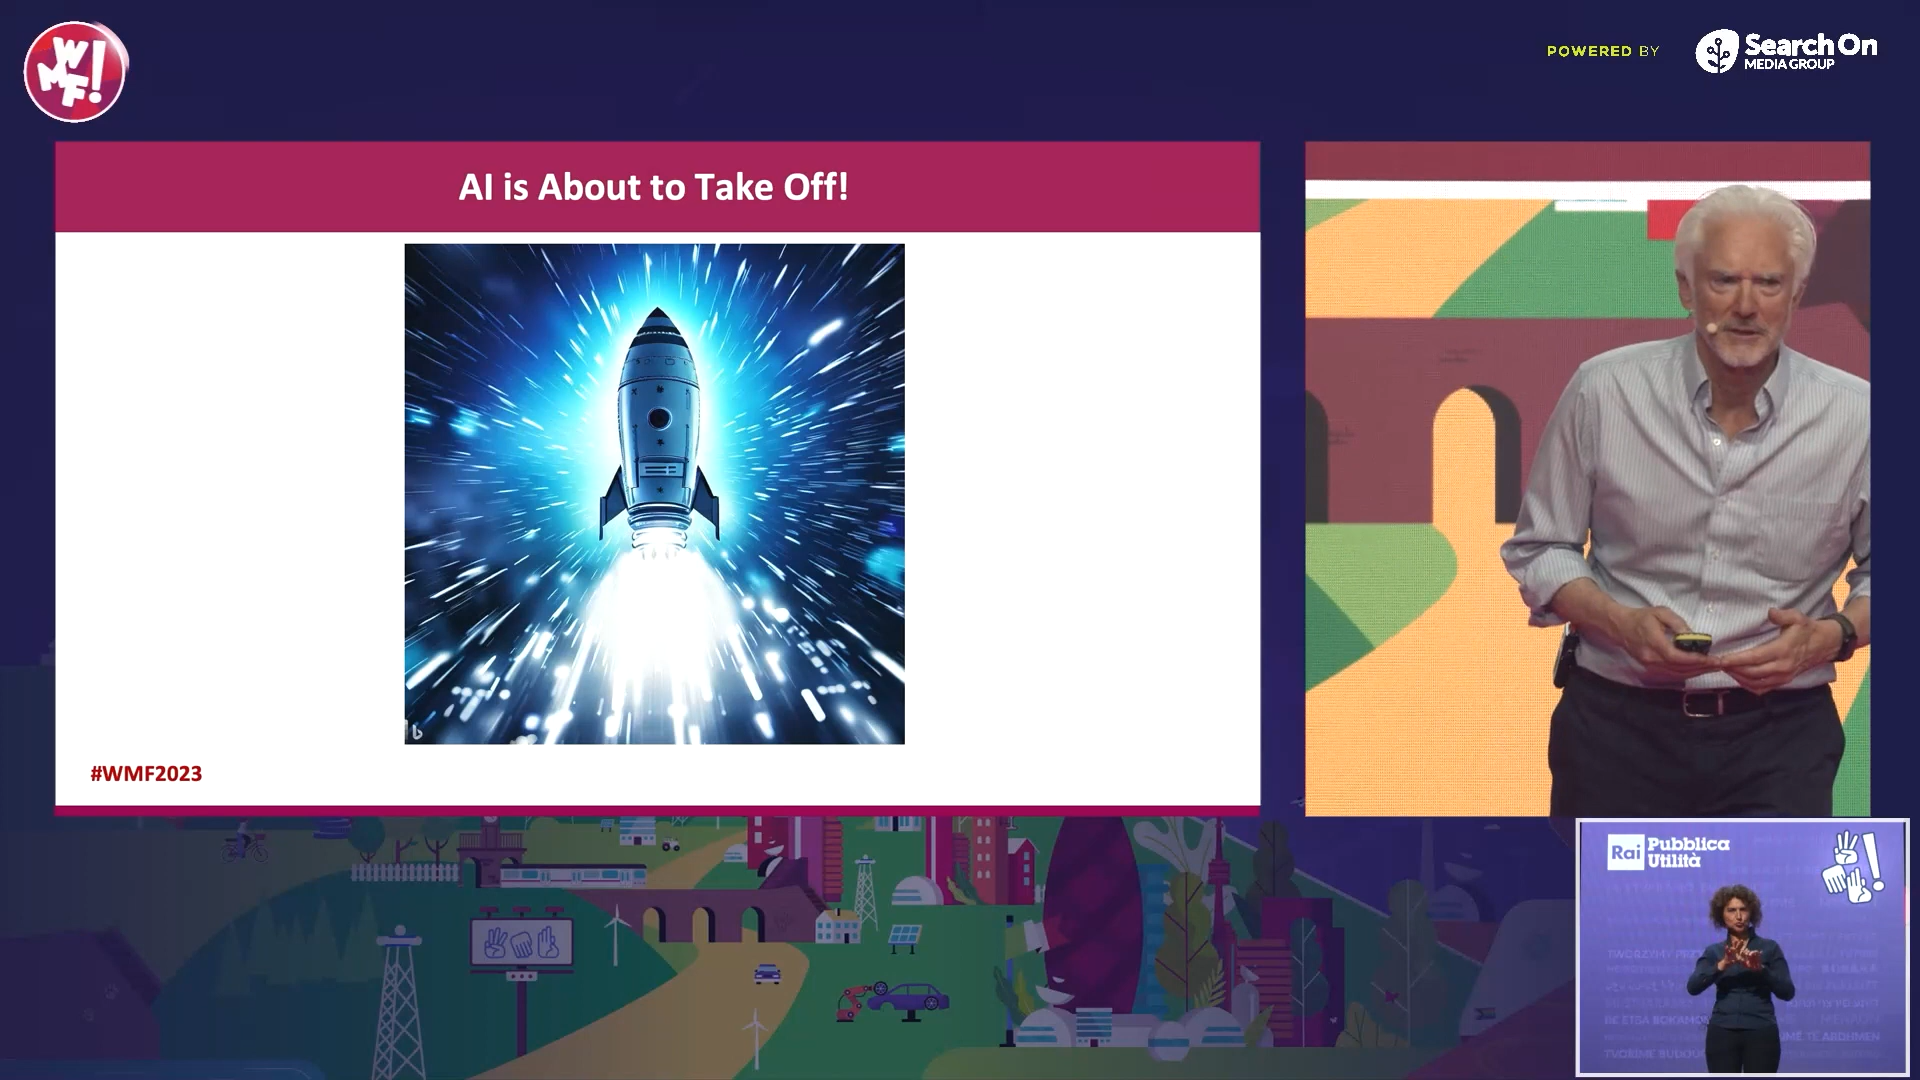 WMF!
POWERED BY
Search On
MEDIA GROUP
AI is About to Take Off!
b
#WMF2023
Rai Pubblica
Utilità